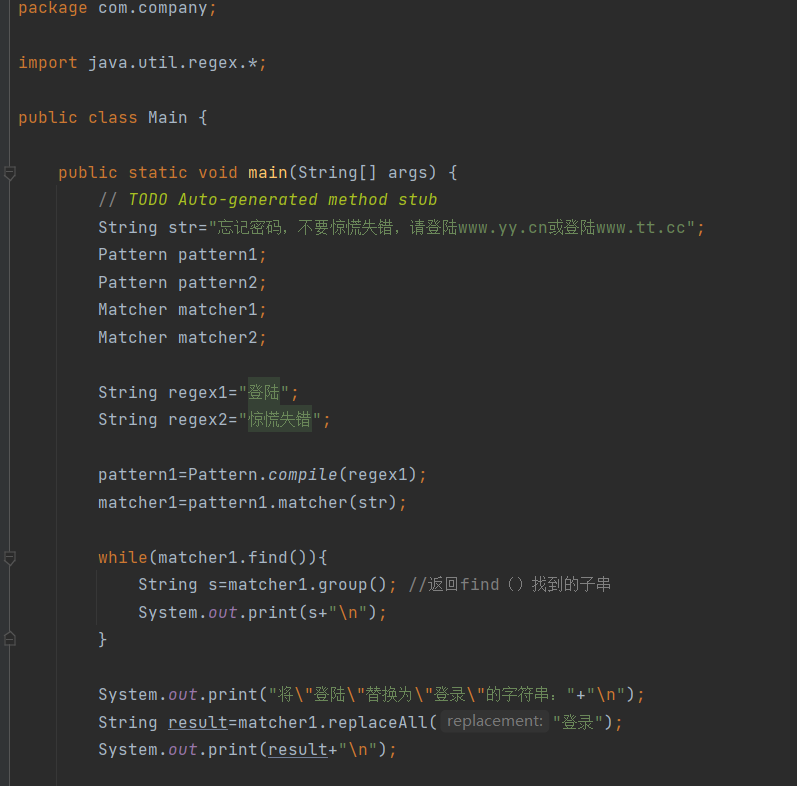 package com.company;
import java.util.regex.*;
public class Main {
public static void main(String[] args) {
// TODO Auto-generated method stub
String str="忘记密码，不要惊慌失错，请登陆www.yy.cn或登陆www.tt.cc";
Pattern pattern1;
Pattern pattern2;
Matcher matcher1;
Matcher matcher2;
String regex1="登陆";
String regex2="惊慌失错";
pattern1=Pattern.compile(regex1);
matcher1=pattern1.matcher(str);
while(matcher1.find()){
String s=matcher1.group(); //返回find（）找到的子串
System.out.print(s+"\n");
}
System.out.print("将\"登陆\"替换为\"登录\"的字符串："+"\n");
String result=matcher1.replaceAll( replacement: "登录");
System.out.print(result+"\n");